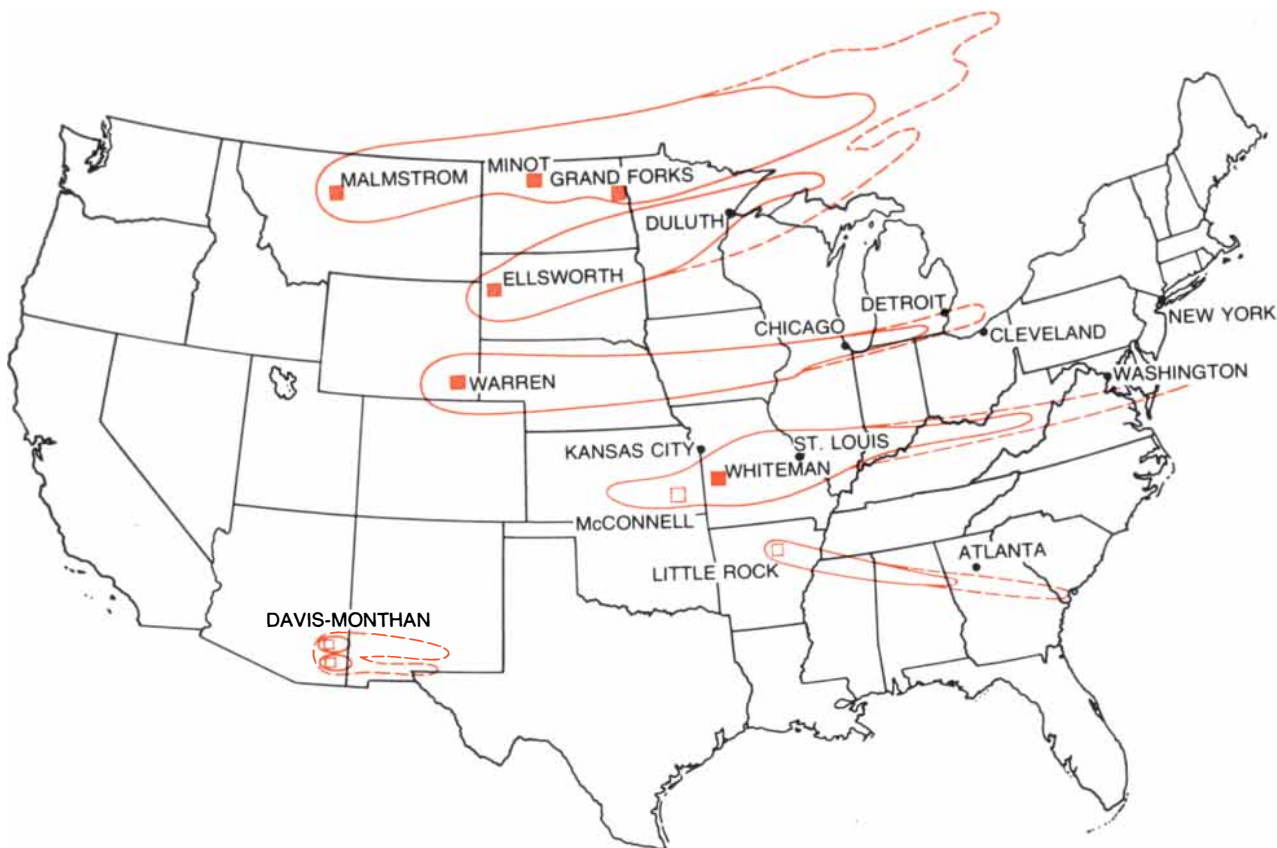 MINOT
MALMSTROM
GRAND FORKS
DULUTH
ELLSWORTH
DETROIT
NEW YORK
CHICAGO
CLEVELAND
WARREN
WASHINGTON
KANSAS CITY
ST. LOUIS
WHITEMAN
McCONNELL
ATLANTA
LITTLE ROCK
DAVIS-MONTHAN